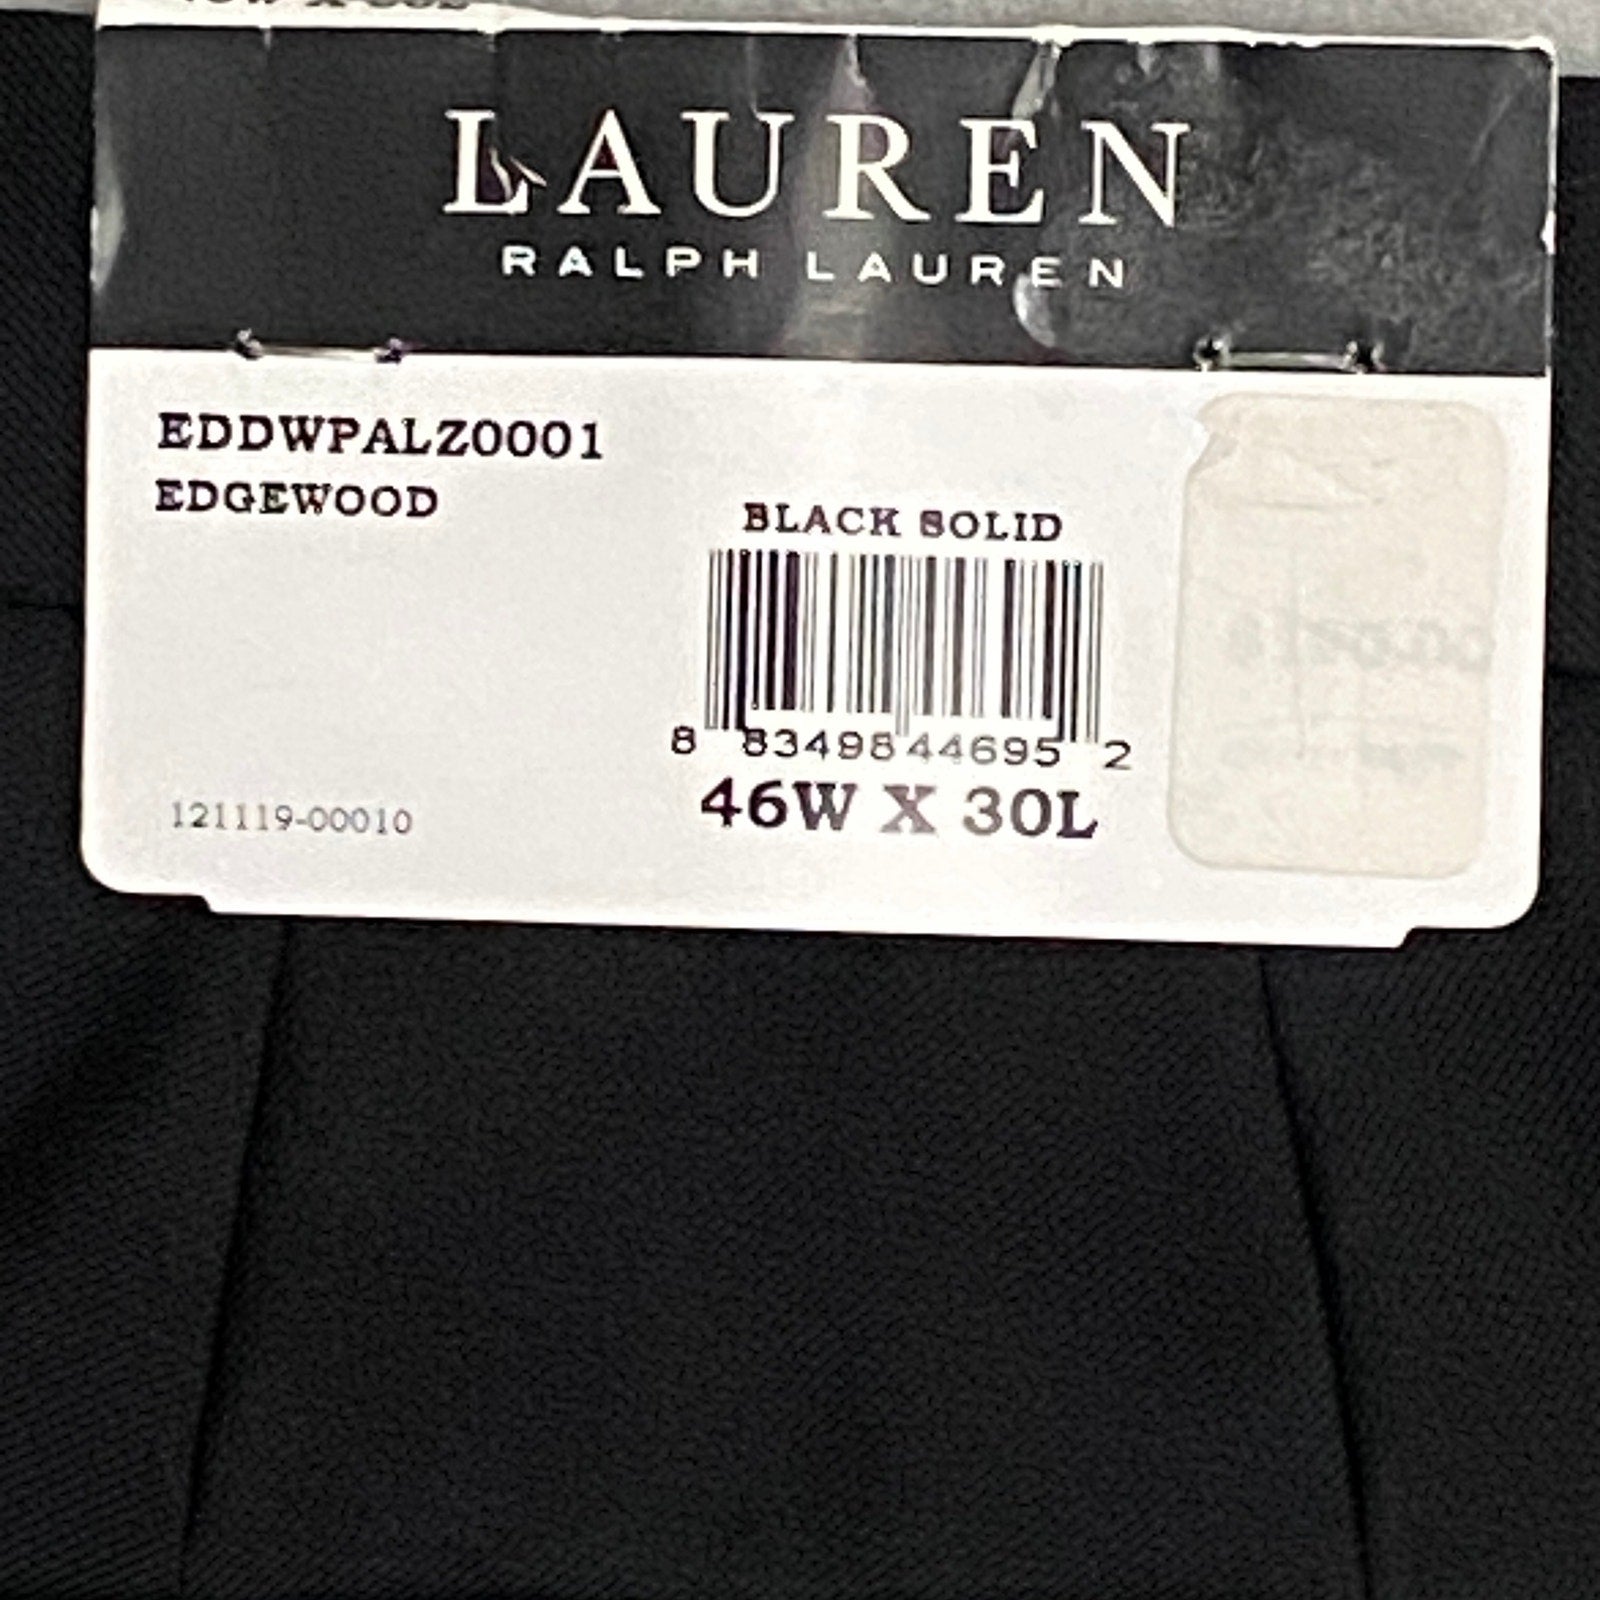 LAUREN
RALPH LAUREN
EDDWPALZ0001
EDGEWOOD
BLACK SOLID
8 83498 44695 2
46W X 30L
121119-00010